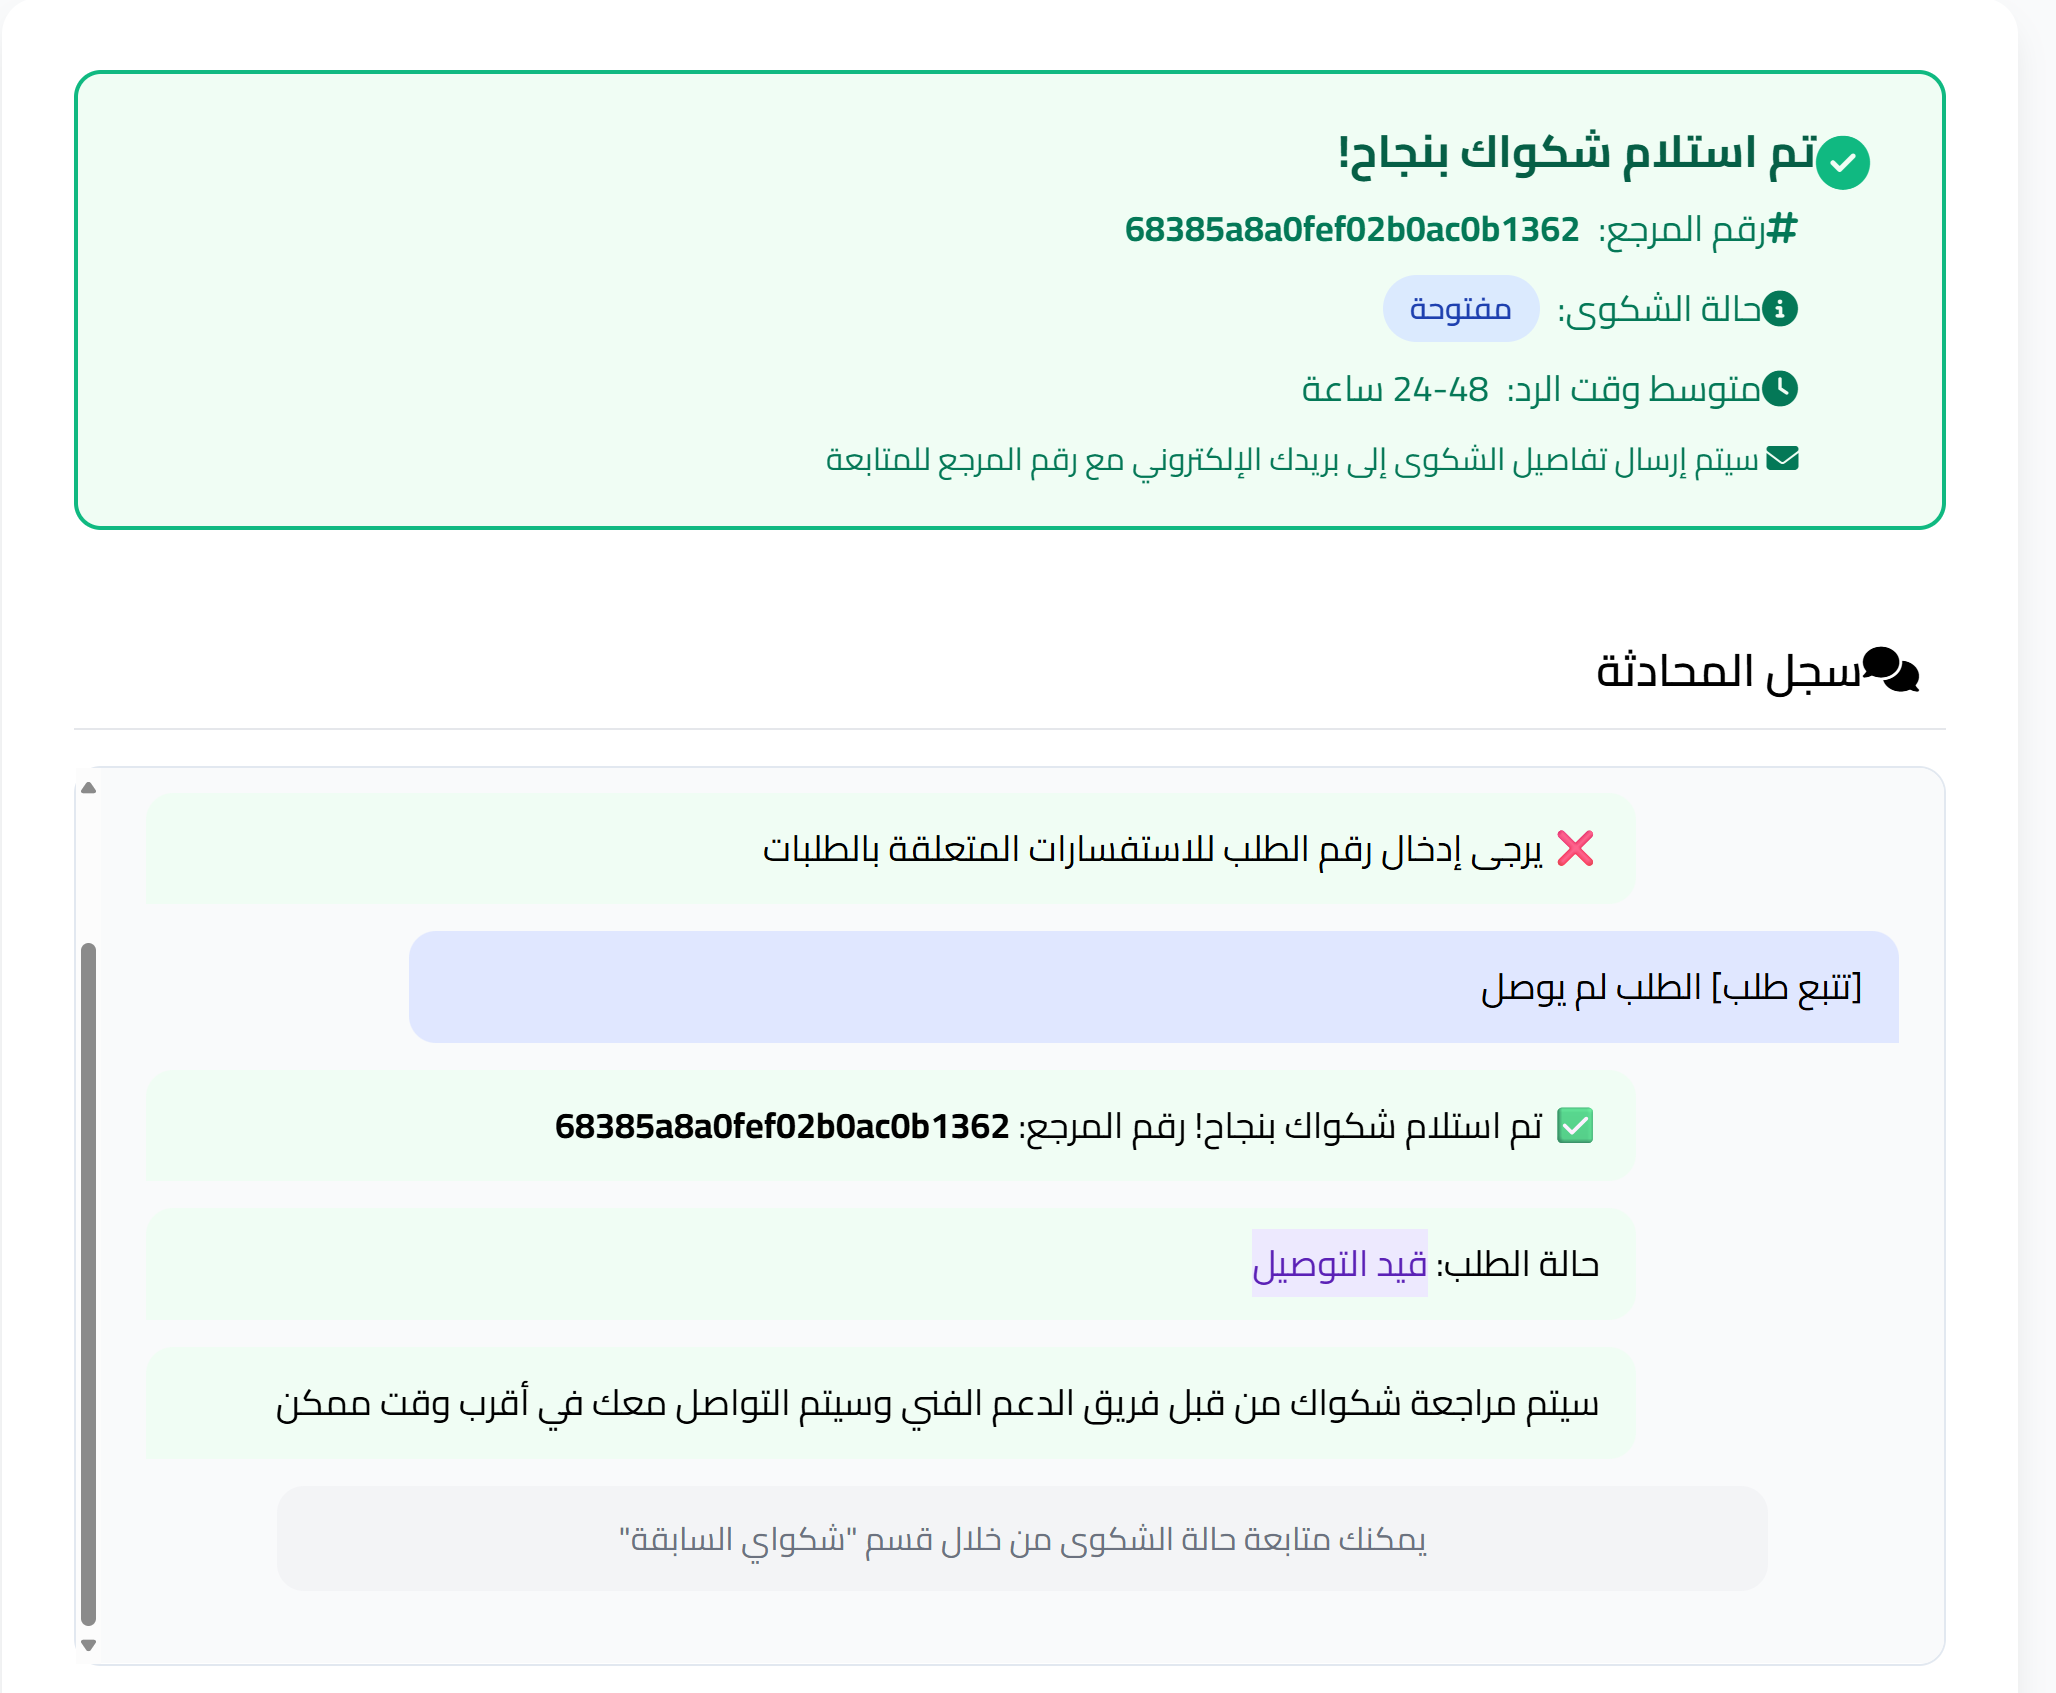 تم استلام شكواك بنجاح!
رقم المرجع: 68385a8a0fef02b0ac0b1362
حالة الشكوى: مفتوحة
متوسط وقت الرد: 24-48 ساعة
سيتم إرسال تفاصيل الشكوى إلى بريدك الإلكتروني مع رقم المرجع للمتابعة
سجل المحادثة
❌ يرجى إدخال رقم الطلب للاستفسارات المتعلقة بالطلبات
[تتبع طلب] الطلب لم يوصل
✅ تم استلام شكواك بنجاح! رقم المرجع: 68385a8a0fef02b0ac0b1362
حالة الطلب: قيد التوصيل
سيتم مراجعة شكواك من قبل فريق الدعم الفني وسيتم التواصل معك في أقرب وقت ممكن
يمكنك متابعة حالة الشكوى من خلال قسم "شكواي السابقة"